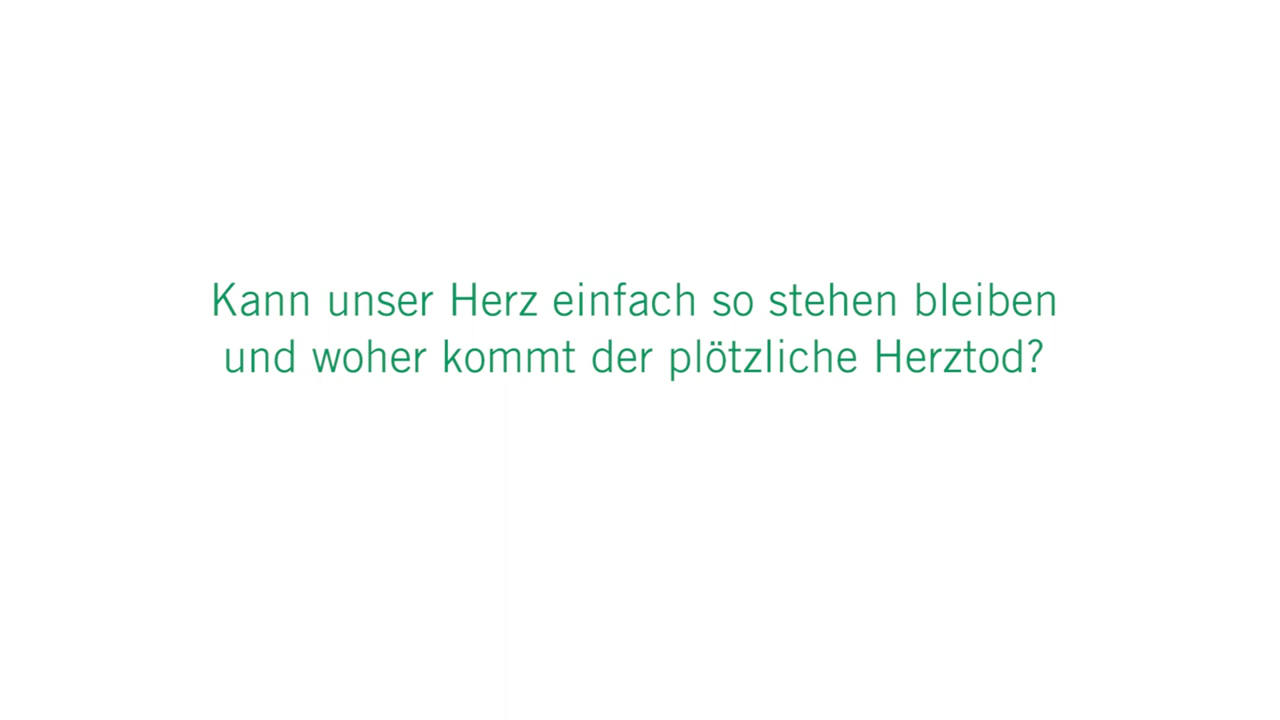 Kann unser Herz einfach so stehen bleiben
und woher kommt der plötzliche Herztod?